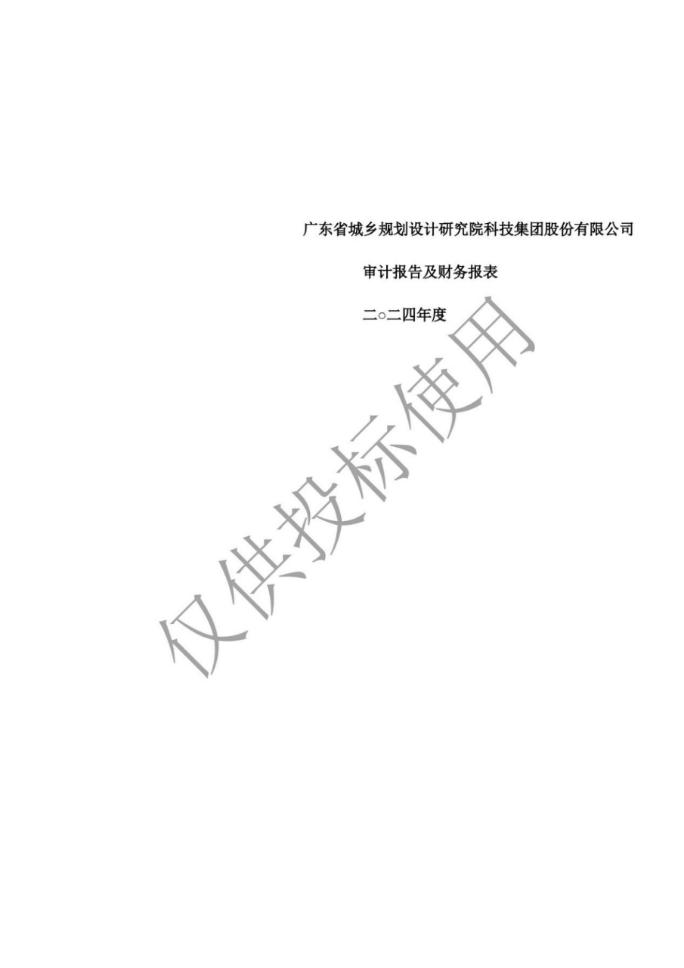 广东省城乡规划设计研究院科技集团股份有限公司
审计报告及财务报表
二○二四年度
仅供投标使用